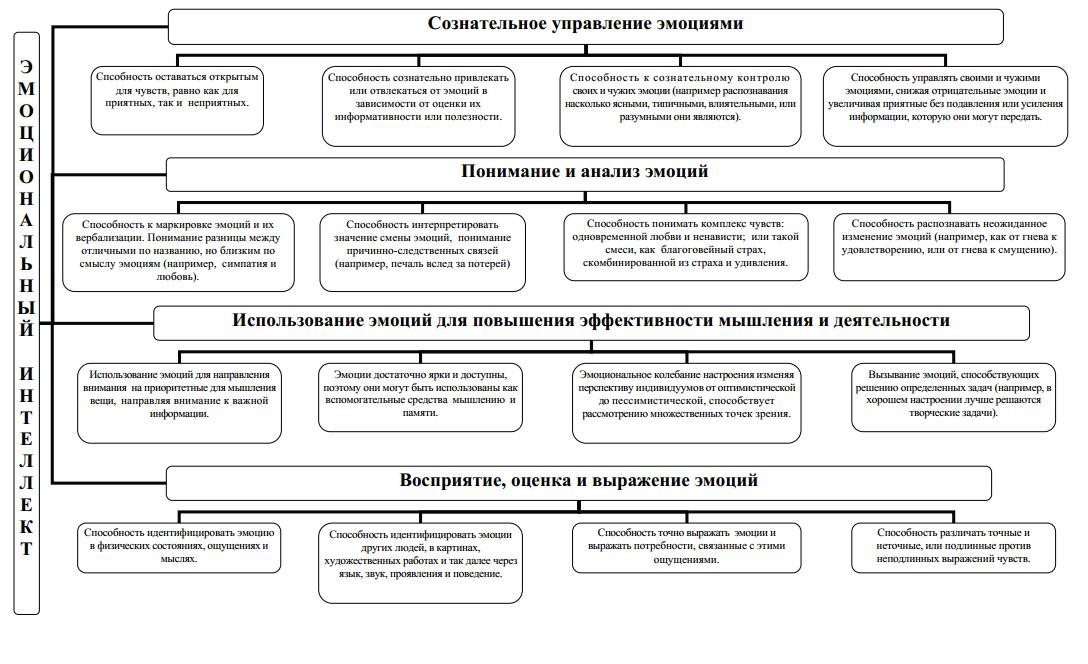 ЭМОЦИОНАЛЬНЫЙ ИНТЕЛЛЕКТ
Сознательное управление эмоциями
Спсобность оставаться открытым
для чувств, равно как для
приятных, так и неприятных.
Способность сознательно привлекать
или отвлекаться от эмоций в
зависимости от оценки их
информативности или полезности.
Способность к сознательному контролю
своих и чужих эмоции (например распознавания
насколько ясными, типичными, влиятельными, или
разумными они являются).
Способность управлять своими и чужими
эмоциями, снижая отрицательные эмоции и
увеличивая приятные без подавления или усиления
информации, которую они могут передать.
Понимание и анализ эмоций
Способность к маркировке эмоций и их
вербализации. Понимание разницы между
отличными по названию, но близким по
смыслу эмоциям (например, симпатия и
любовь).
Способность интерпретировать
значение смены эмоций, понимание
причинно-следственных связей
(например, печаль вслед за потерей)
Способность понимать комплекс чувств:
одновременной любви и ненависти; или такой
смеси, как благоговейный страх,
скомбинированной из страха и удивления.
Способность распознавать неожиданное
изменение эмоций (например, как от гнева к
удовлетворению, или от гнева к смущению).
Использование эмоций для повышения эффективности мышления и деятельности
Использование эмоций для направления
внимания на приоритетные для мышления
вещи, направляя внимание к важной
информации.
Эмоции достаточно ярки и доступны,
поэтому они могут быть использованы как
вспомогательные средства мышлению и
памяти.
Эмоциональное колебание настроения изменяя
перспективу индивидуумов от оптимистической
до пессимистической, способствует
рассмотрению множественных точек зрения.
Вызывание эмоций, способствующих
решению определенных задач (например, в
хорошем настроении лучше решаются
творческие задачи).
Восприятие, оценка и выражение эмоций
Способность идентифицировать эмоцию
в физических состояниях, ощущениях и
мыслях.
Способность идентифицировать эмоции
других людей, в картинах,
художественных работах и так далее через
язык, звук, проявления и поведение.
Способность точно выражать эмоции и
выражать потребности, связанные с этими
ощущениями.
Способность различать точные и
неточные, или подлинные против
неподлинных выражений чувств.